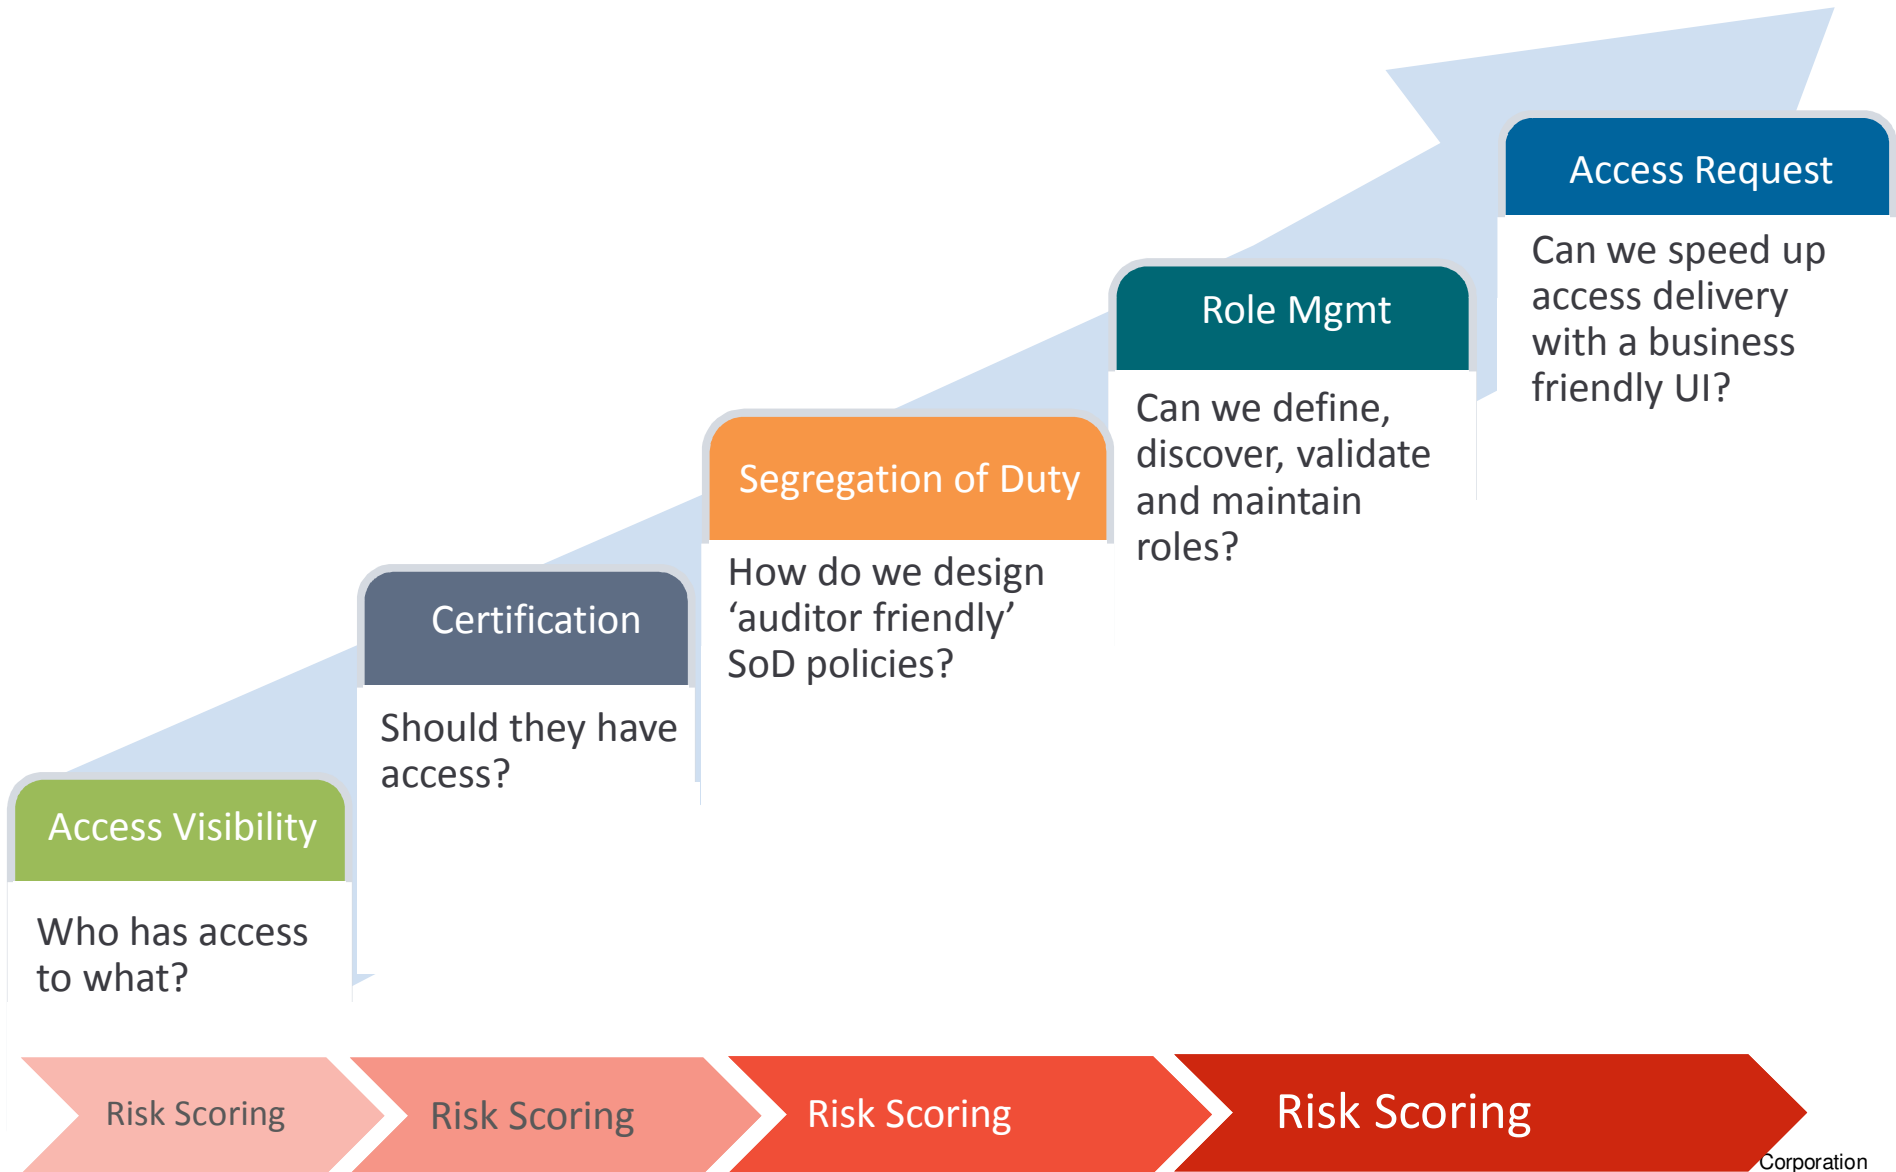 Access Request
Can we speed up
access delivery
with a business
friendly UI?
Role Mgmt
Can we define,
discover, validate
and maintain
roles?
Segregation of Duty
How do we design
‘auditor friendly’
SoD policies?
Certification
Should they have
access?
Access Visibility
Who has access
to what?
Risk Scoring
Risk Scoring
Risk Scoring
Risk Scoring
Corporation